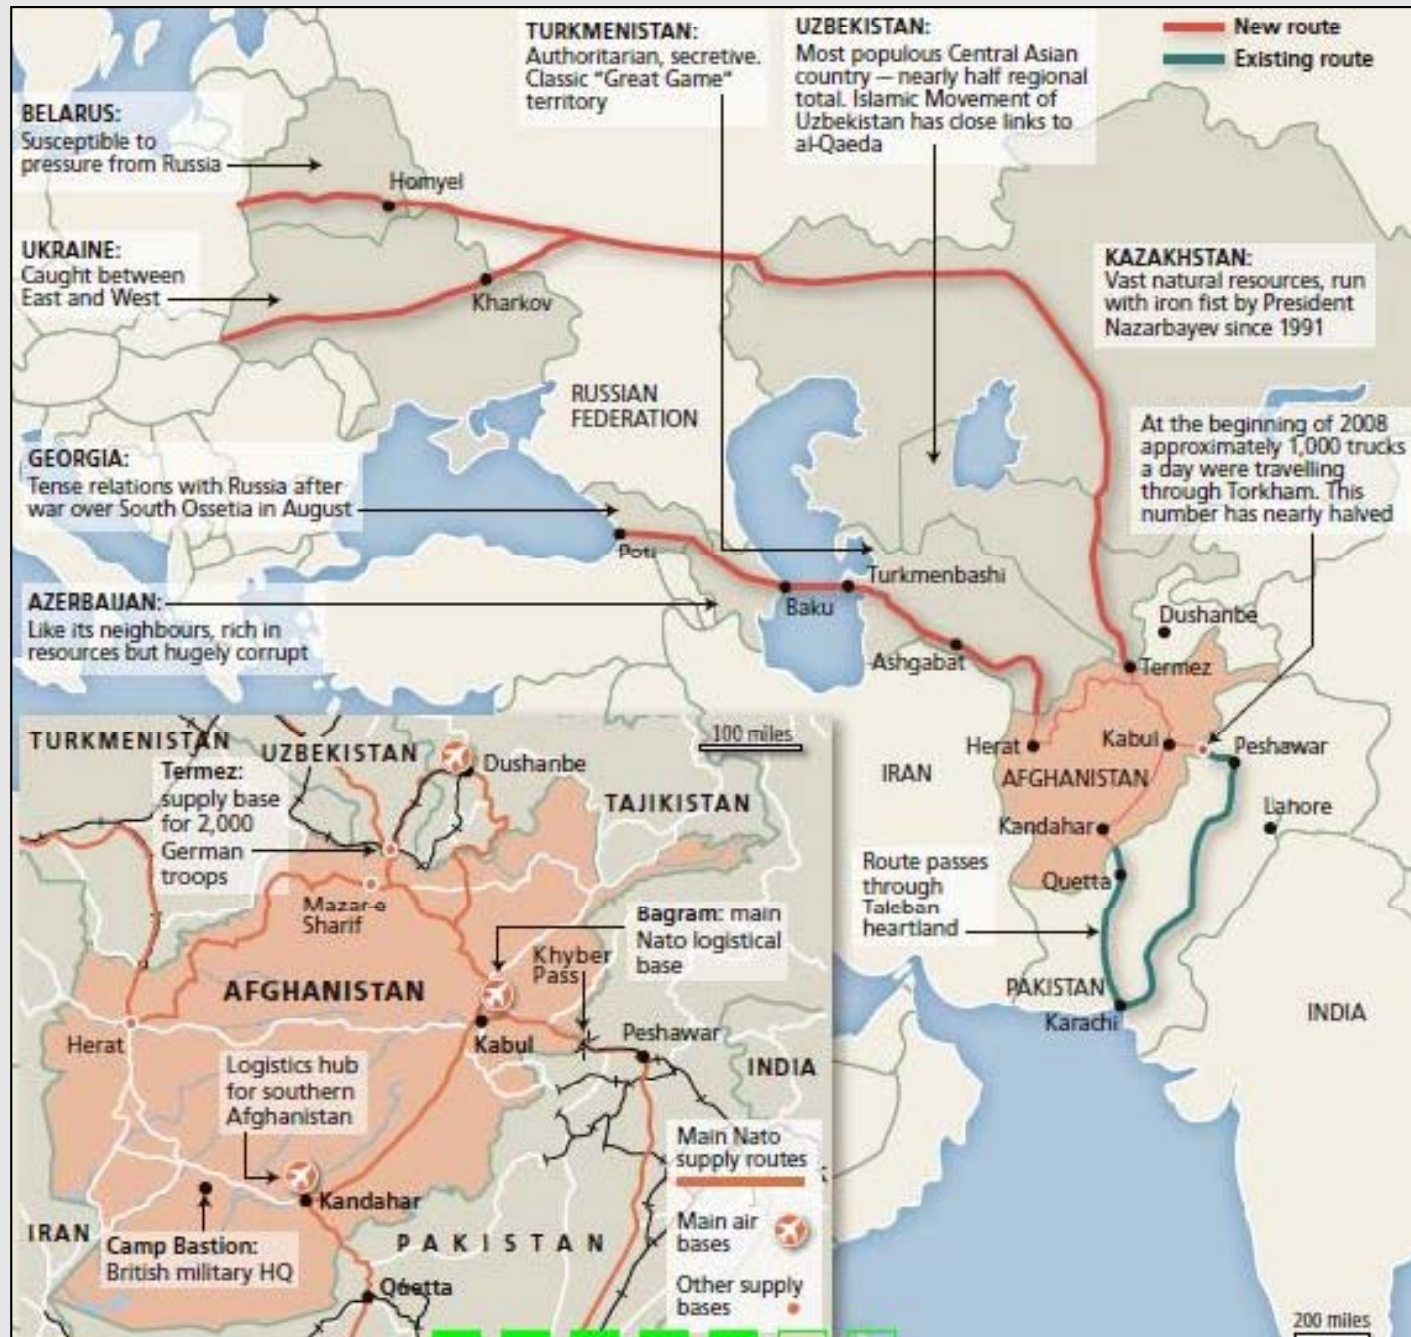 TURKMENISTAN:
Authoritarian, secretive.
Classic "Great Game"
territory
UZBEKISTAN:
Most populous Central Asian
country — nearly half regional
total. Islamic Movement of
Uzbekistan has close links to
al-Qaeda
New route
Existing route
BELARUS:
Susceptible to
pressure from Russia
Homyel
UKRAINE:
Caught between
East and West
Kharkov
KAZAKHSTAN:
Vast natural resources, run
with iron fist by President
Nazarbayev since 1991
RUSSIAN
FEDERATION
At the beginning of 2008
approximately 1,000 trucks
a day were travelling
through Torkham. This
number has nearly halved
GEORGIA:
Tense relations with Russia after
war over South Ossetia in August
Poti
Turkmenbashi
Baku
AZERBAIJAN:
Like its neighbours, rich in
resources but hugely corrupt
Dushanbe
Ashgabat
Termez
Herat
Kabul
Peshawar
IRAN
AFGHANISTAN
Lahore
Kandahar
Route passes
through
Taleban
heartland
Quetta
PAKISTAN
Karachi
INDIA
200 miles
100 miles
TURKMENISTAN
UZBEKISTAN
Dushanbe
Termez:
supply base
for 2,000
German
troops
TAJIKISTAN
Mazar-e
Sharif
Bagram: main
Nato logistical
base
Khyber
Pass
AFGHANISTAN
Herat
Kabul
Peshawar
INDIA
Logistics hub
for southern
Afghanistan
Kandahar
Main Nato
supply routes
Main air
bases
Other supply
bases
IRAN
Camp Bastion:
British military HQ
PAKISTAN
Quetta